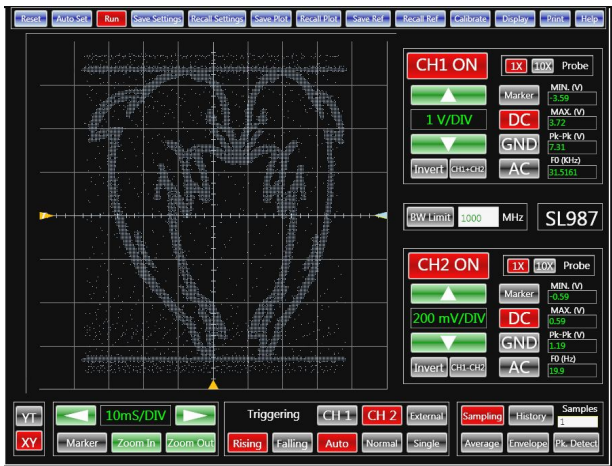 Reset Auto Set Run Save Settings Recall Settings Save Plot Recall Plot Save Ref Recall Ref Calibrate Display Print Help
CH1 ON 1X 10X Probe
Marker MIN. (V)
-3.59
1 V/DIV DC MAX. (V)
3.72
GND Pk-Pk (V)
7.31
Invert CH1+CH2 AC F0 (KHz)
31.5161
BW Limit 1000 MHz SL987
CH2 ON 1X 10X Probe
Marker MIN. (V)
-0.59
200 mV/DIV DC MAX. (V)
0.59
GND Pk-Pk (V)
1.19
Invert CH1-CH2 AC F0 (Hz)
19.9
YT 10mS/DIV Triggering CH 1 CH 2 External Sampling History Samples
1
XY Marker Zoom In Zoom Out Rising Falling Auto Normal Single Average Envelope Pk. Detect